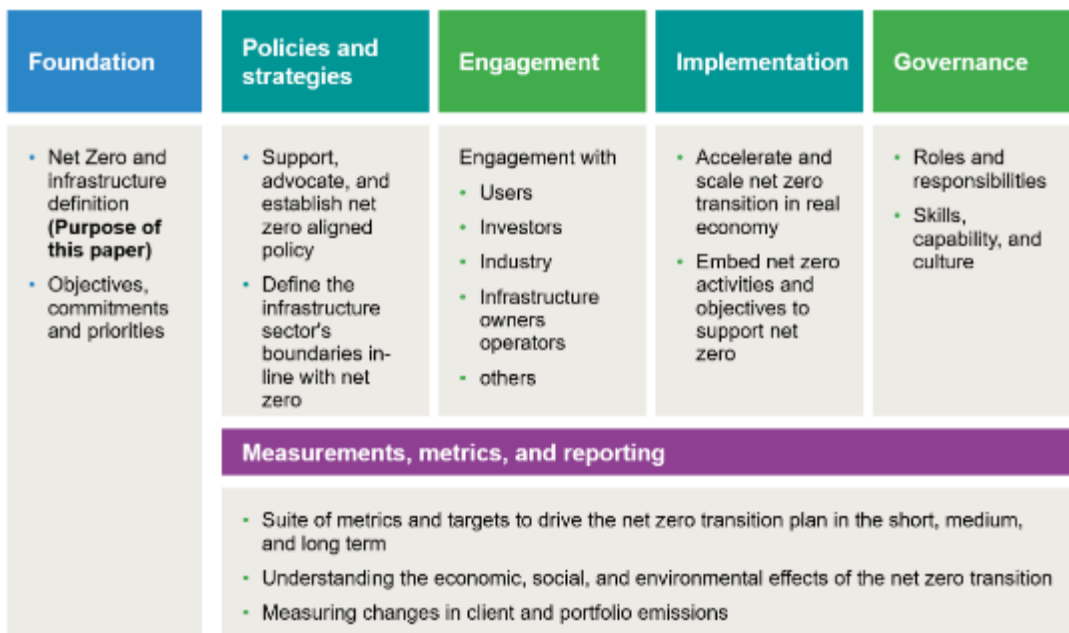 Foundation
• Net Zero and
infrastructure
definition
(Purpose of
this paper)
• Objectives,
commitments
and priorities
Policies and
strategies
• Support,
advocate, and
establish net
zero aligned
policy
• Define the
infrastructure
sector's
boundaries in-
line with net
zero
Engagement
Engagement with
• Users
• Investors
• Industry
• Infrastructure
owners
operators
• others
Implementation
• Accelerate and
scale net zero
transition in real
economy
• Embed net zero
activities and
objectives to
support net
zero
Governance
• Roles and
responsibilities
• Skills,
capability, and
culture
Measurements, metrics, and reporting
• Suite of metrics and targets to drive the net zero transition plan in the short, medium,
and long term
• Understanding the economic, social, and environmental effects of the net zero transition
• Measuring changes in client and portfolio emissions